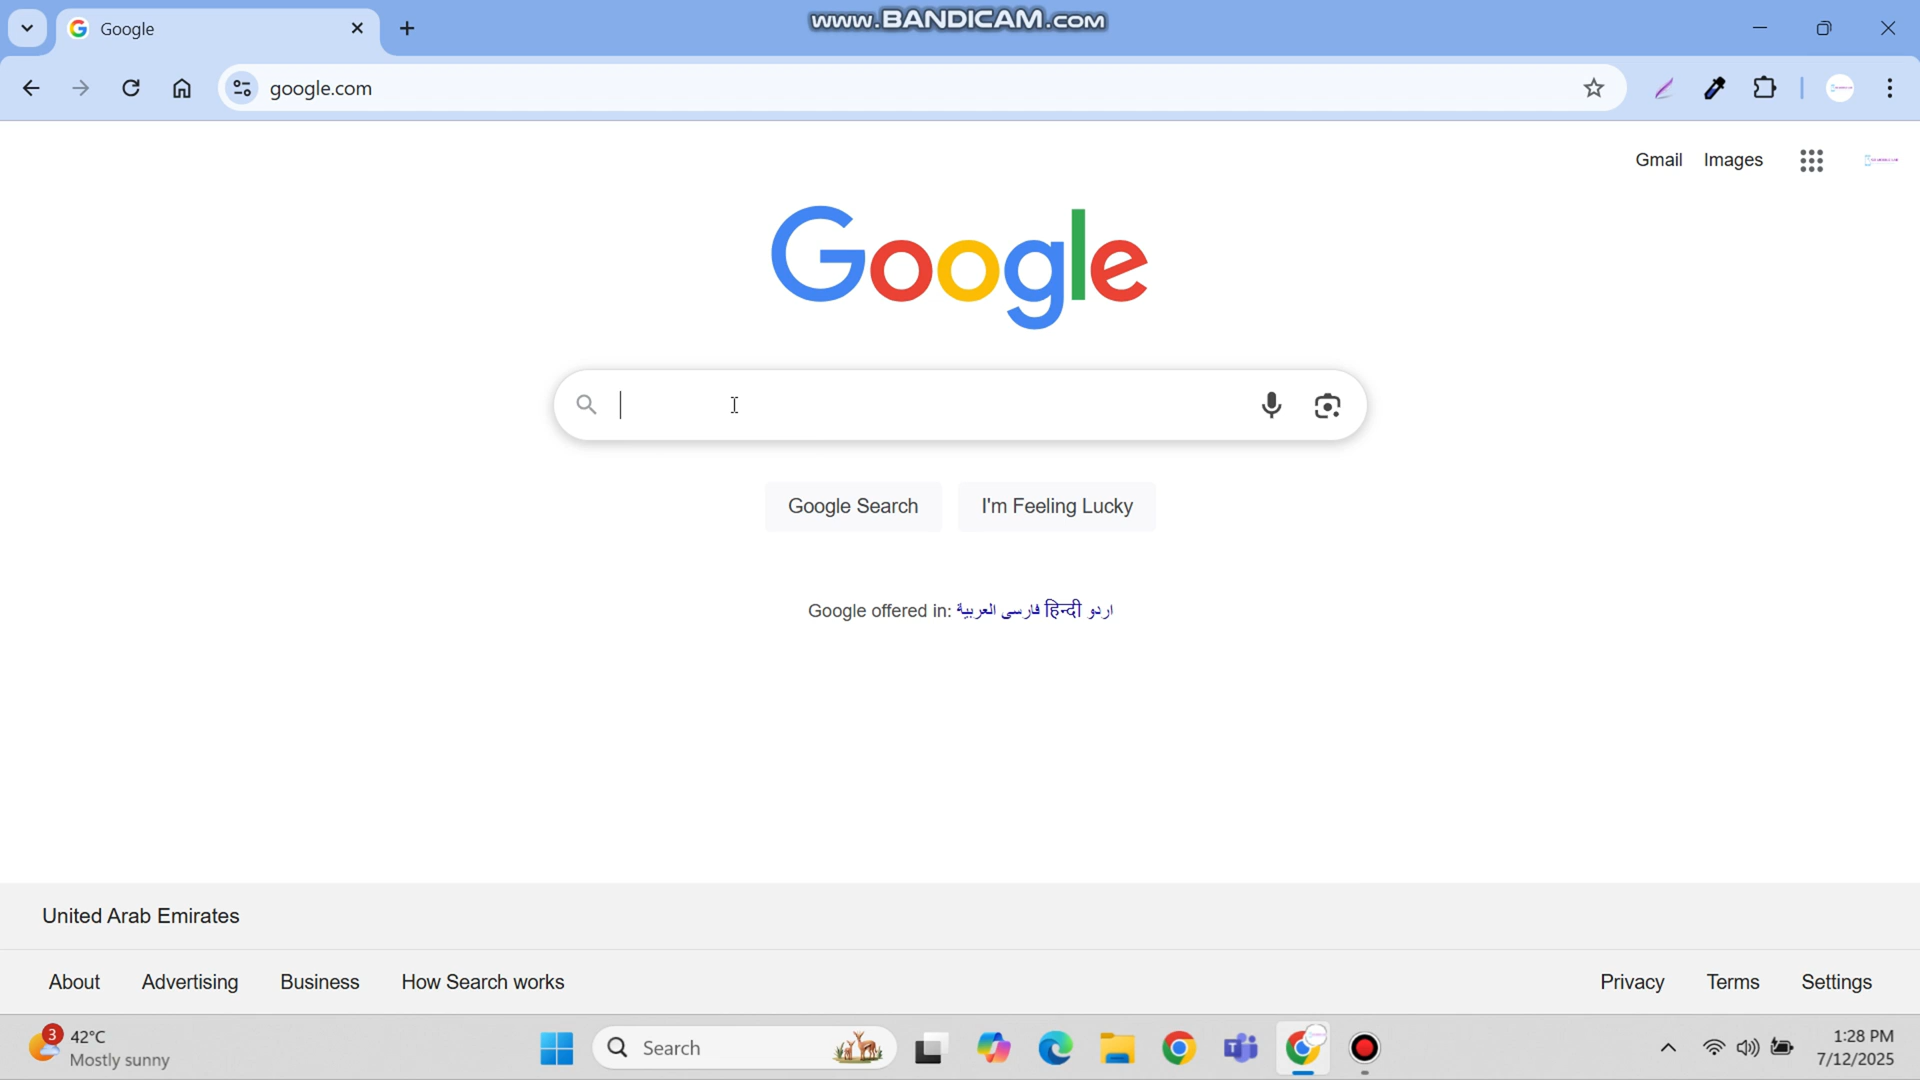 Google
www.BANDICAM.com
google.com
Gmail
Images
Google
Google Search
I'm Feeling Lucky
Google offered in: العربية فارسی हिन्दी اردو
United Arab Emirates
About
Advertising
Business
How Search works
Privacy
Terms
Settings
3
42°C
Mostly sunny
Search
1:28 PM
7/12/2025